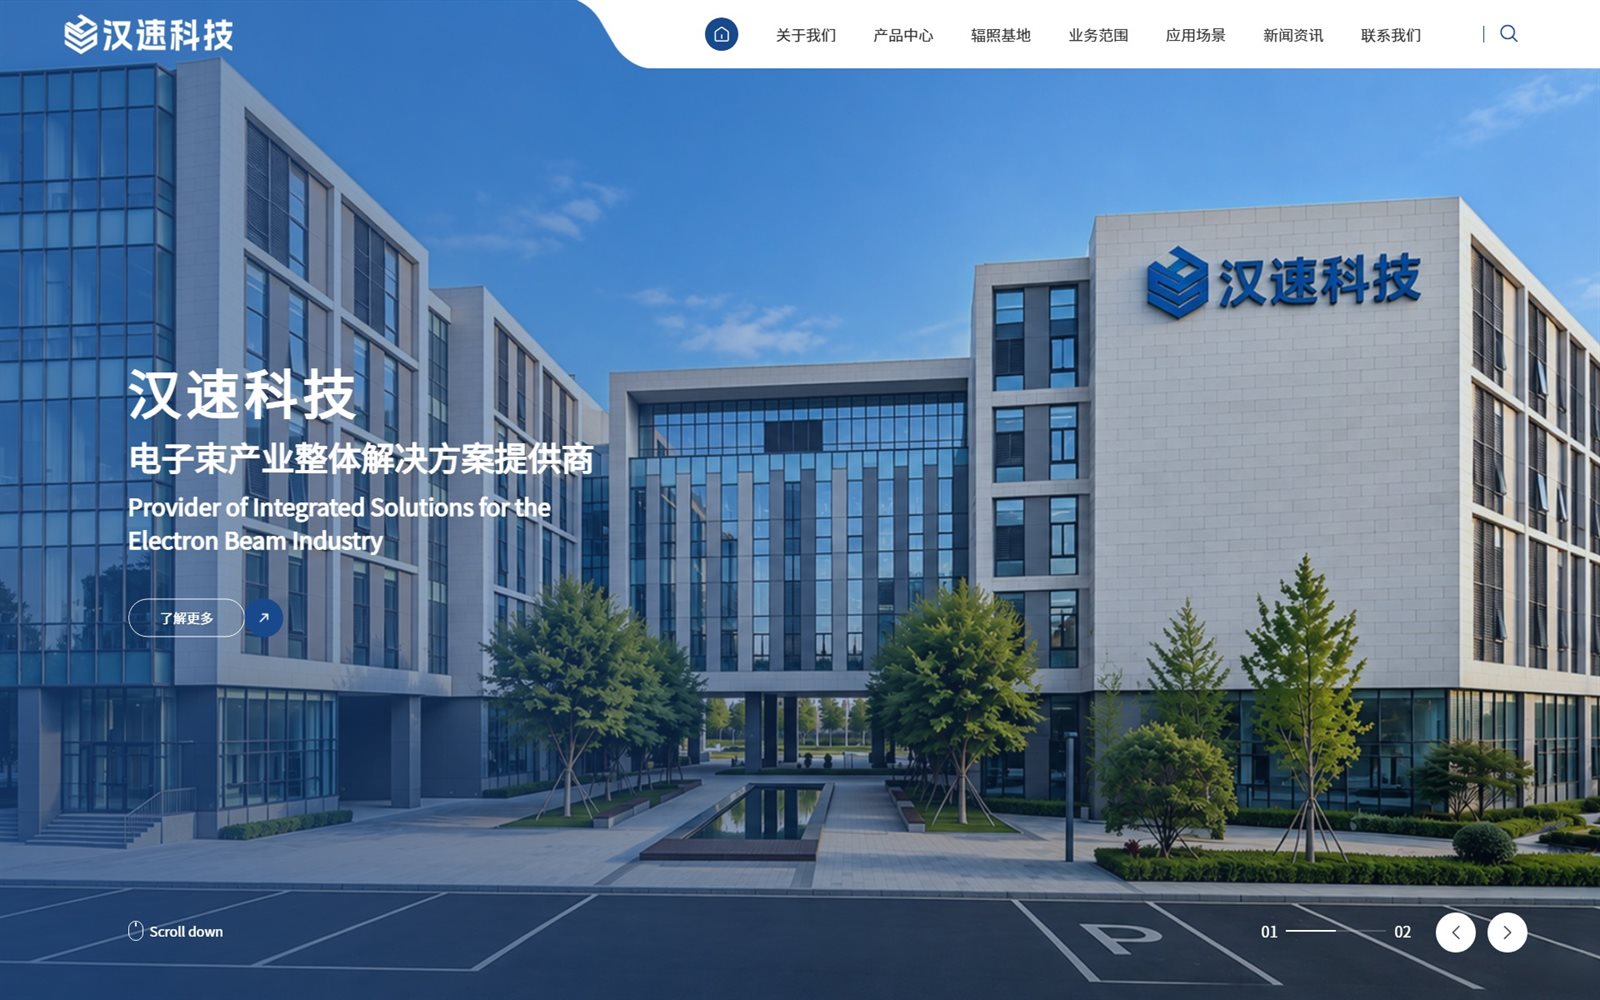 汉速科技
关于我们
产品中心
辐照基地
业务范围
应用场景
新闻资讯
联系我们
汉速科技
汉速科技
电子束产业整体解决方案提供商
Provider of Integrated Solutions for the
Electron Beam Industry
了解更多
P
Scroll down
01
02